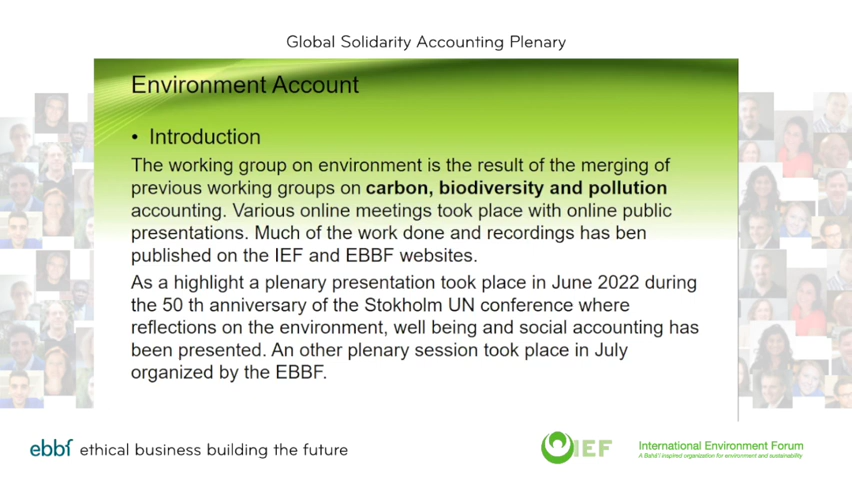 Global Solidarity Accounting Plenary
Environment Account
• Introduction
The working group on environment is the result of the merging of
previous working groups on carbon, biodiversity and pollution
accounting. Various online meetings took place with online public
presentations. Much of the work done and recordings has ben
published on the IEF and EBBF websites.
As a highlight a plenary presentation took place in June 2022 during
the 50 th anniversary of the Stokholm UN conference where
reflections on the environment, well being and social accounting has
been presented. An other plenary session took place in July
organized by the EBBF.
ebbf ethical business building the future
IEF
International Environment Forum
A Bahá'í inspired organization for environment and sustainability